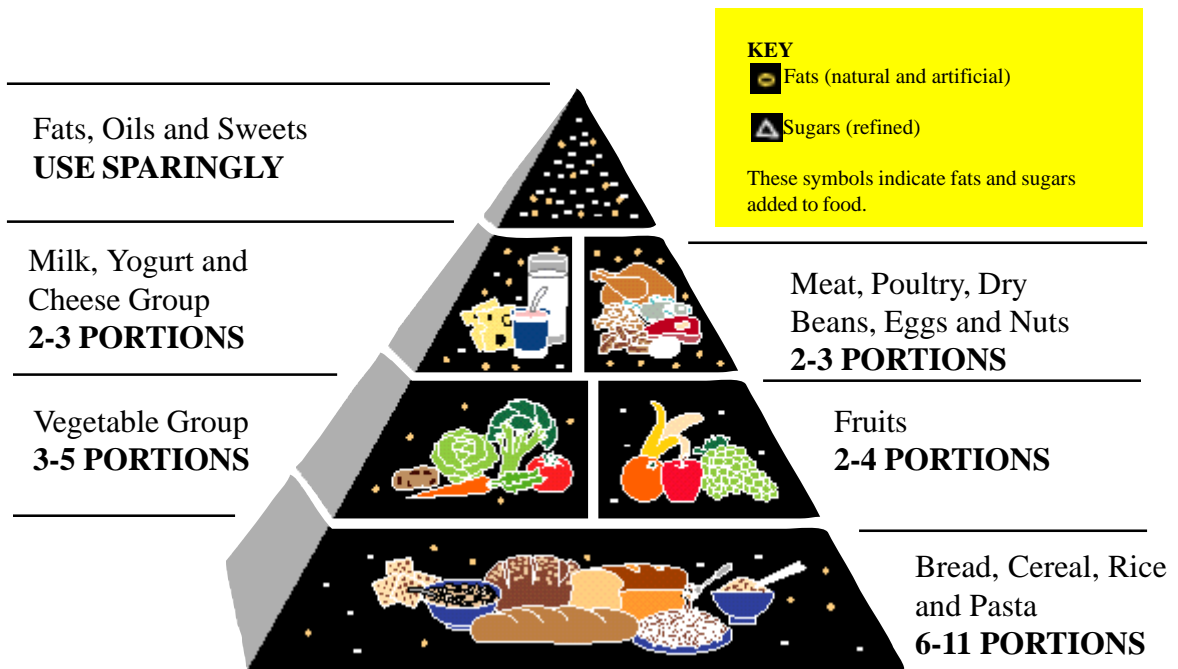 KEY
Fats (natural and artificial)
Sugars (refined)
These symbols indicate fats and sugars
added to food.
Fats, Oils and Sweets
USE SPARINGLY
Milk, Yogurt and
Cheese Group
2-3 PORTIONS
Meat, Poultry, Dry
Beans, Eggs and Nuts
2-3 PORTIONS
Vegetable Group
3-5 PORTIONS
Fruits
2-4 PORTIONS
Bread, Cereal, Rice
and Pasta
6-11 PORTIONS